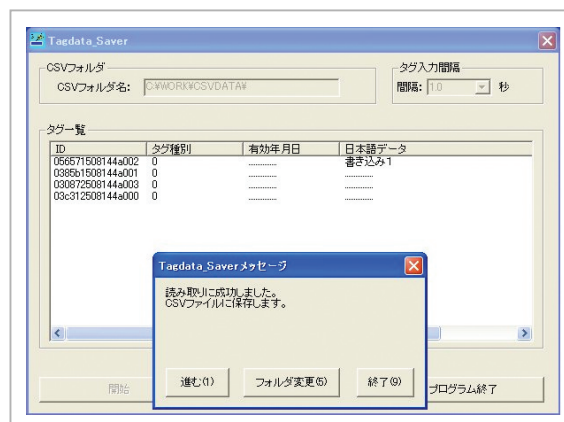 Tagdata_Saver
CSVフォルダ
CSVフォルダ名: C:¥WORK¥CSVDATA¥
タグ入力間隔
間隔: 1.0 秒
タグ一覧
ID タグ種別 有効年月日 日本語データ
056571508144a002 0 ............ 書き込み1
0385b1508144a001 0 ............ ............
030872508144a003 0 ............ ............
03c312508144a000 0 ............ ............
Tagdata_Saverメッセージ
読み取りに成功しました。
CSVファイルに保存します。
進む(1) フォルダ変更(5) 終了(9)
開始 プログラム終了